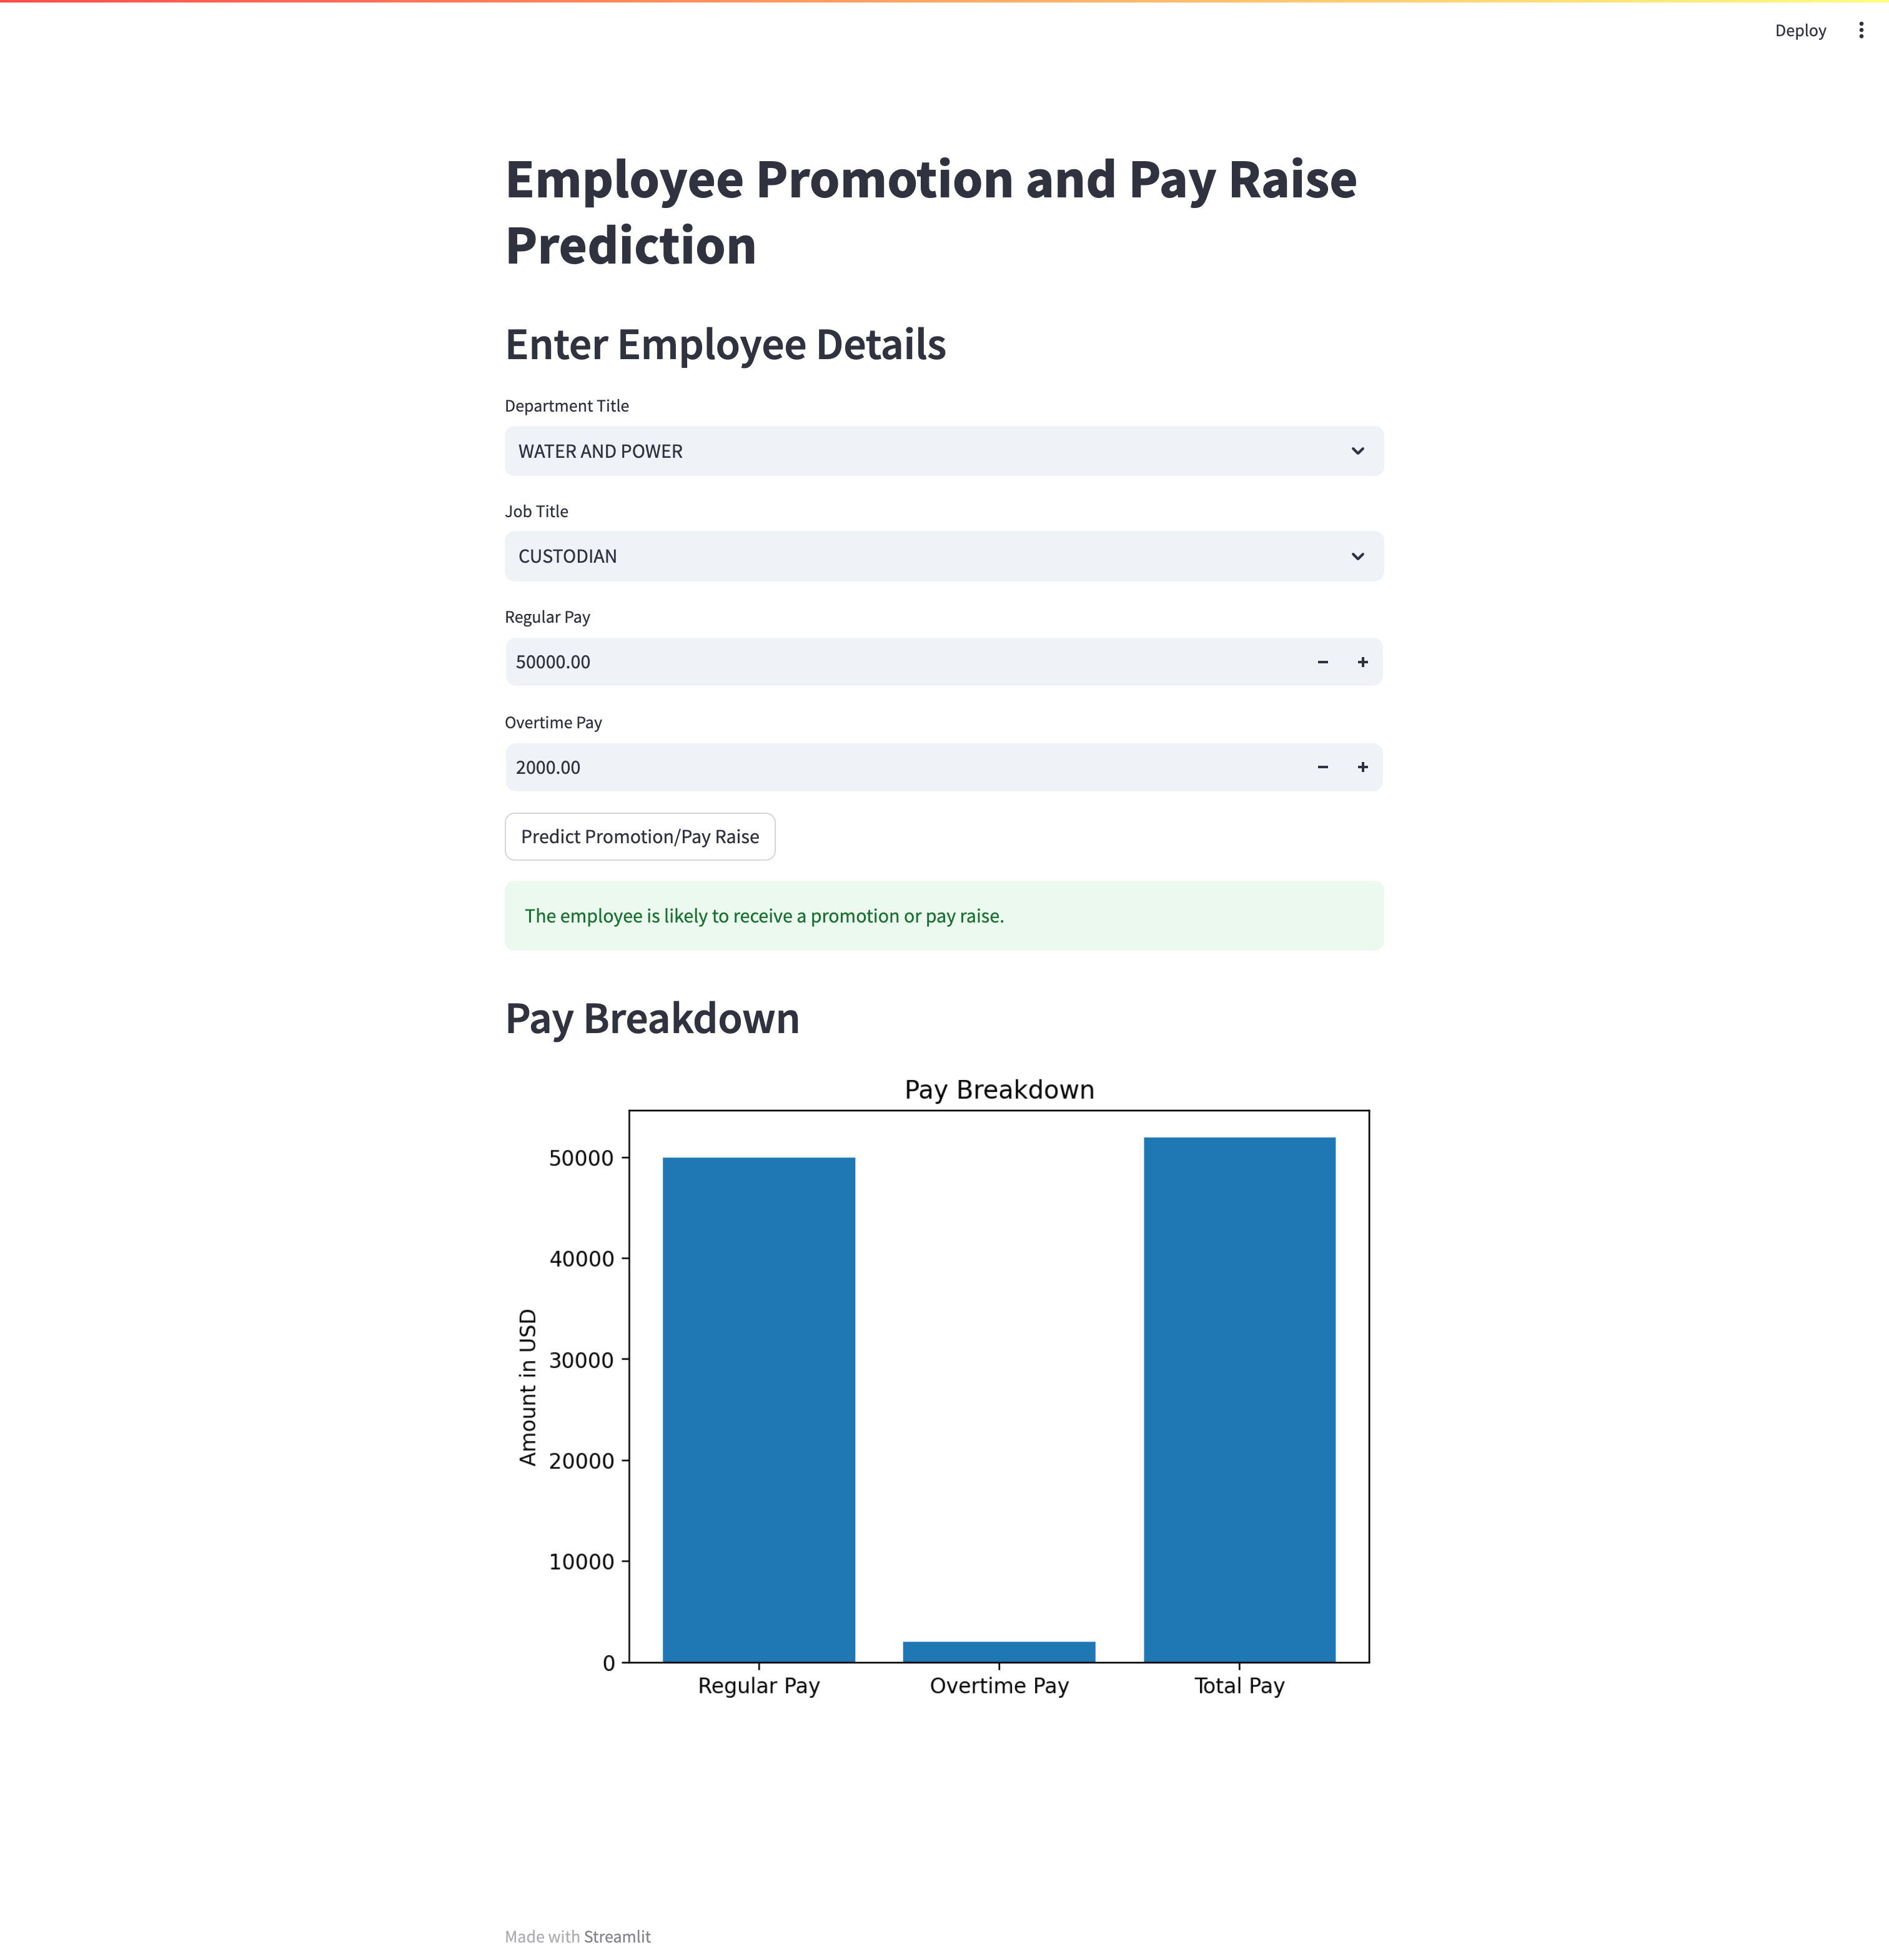 Deploy
Employee Promotion and Pay Raise
Prediction
Enter Employee Details
Department Title
WATER AND POWER
Job Title
CUSTODIAN
Regular Pay
50000.00
Overtime Pay
2000.00
Predict Promotion/Pay Raise
The employee is likely to receive a promotion or pay raise.
Pay Breakdown
Pay Breakdown
50000
40000
30000
20000
10000
0
Amount in USD
Regular Pay Overtime Pay Total Pay
Made with Streamlit